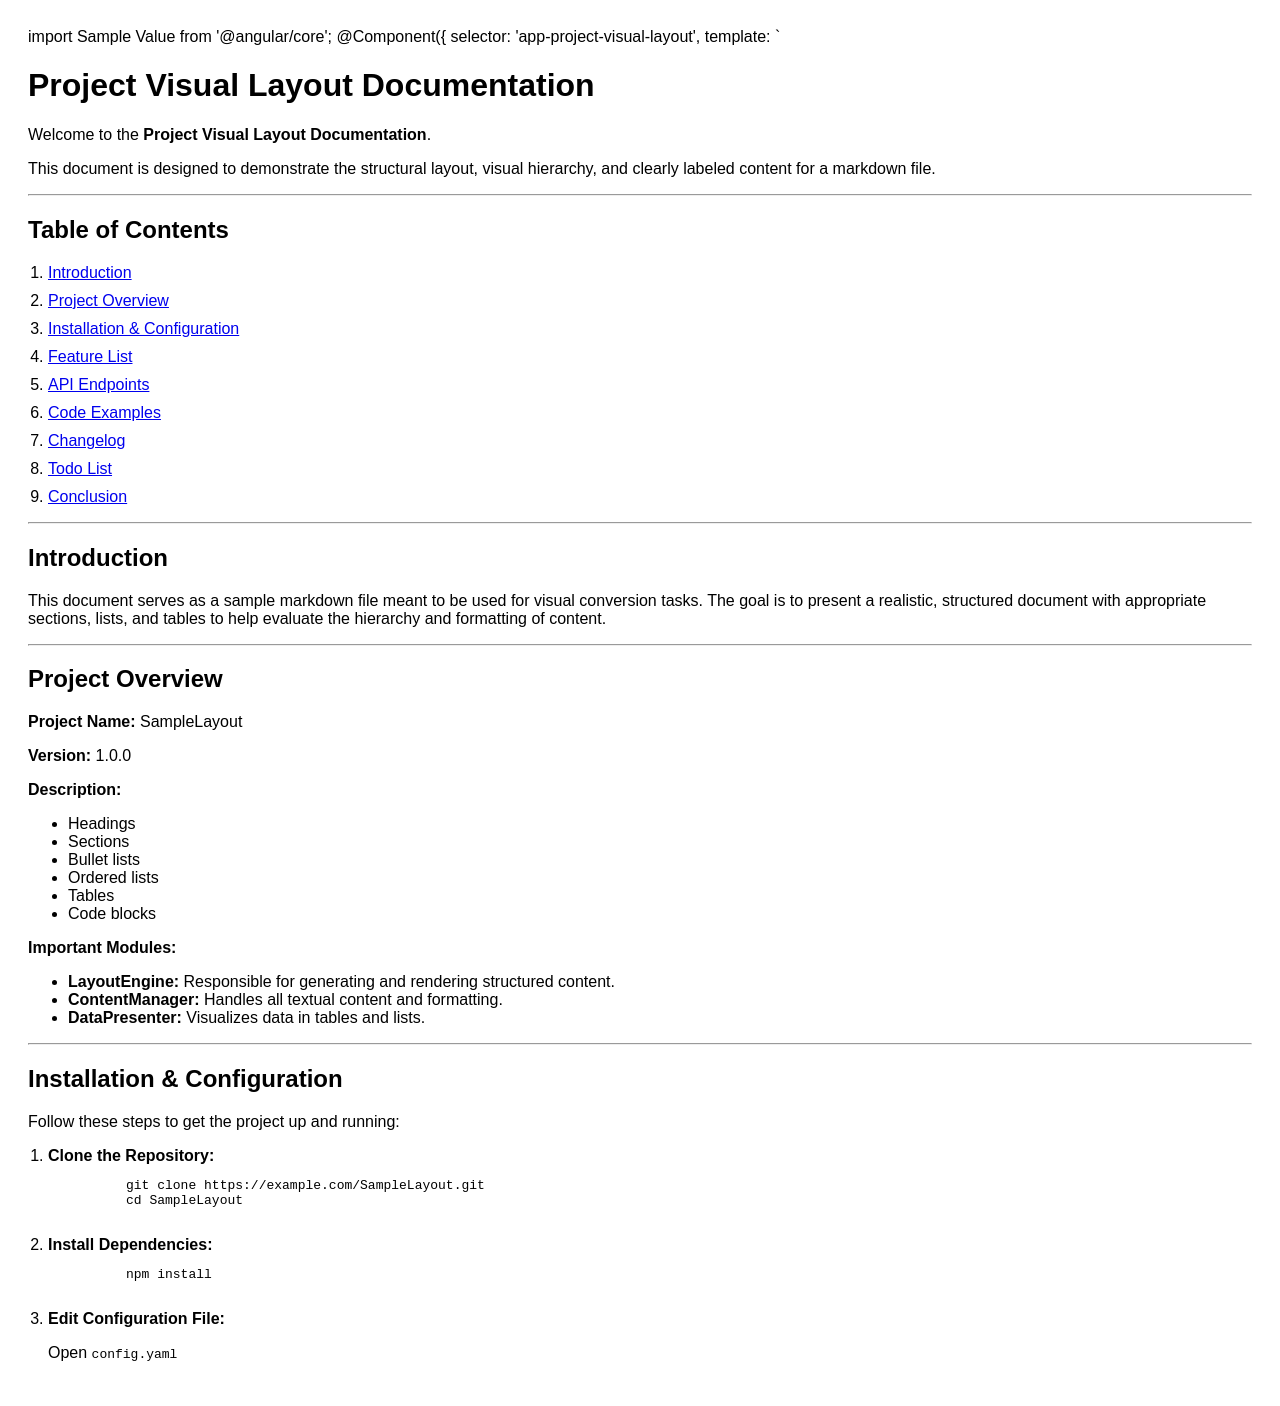 import Sample Value from '@angular/core'; @Component({ selector: 'app-project-visual-layout', template: `
Project Visual Layout Documentation
Welcome to the Project Visual Layout Documentation.
This document is designed to demonstrate the structural layout, visual hierarchy, and clearly labeled content for a markdown file.
Table of Contents
1. Introduction
2. Project Overview
3. Installation & Configuration
4. Feature List
5. API Endpoints
6. Code Examples
7. Changelog
8. Todo List
9. Conclusion
Introduction
This document serves as a sample markdown file meant to be used for visual conversion tasks. The goal is to present a realistic, structured document with appropriate
sections, lists, and tables to help evaluate the hierarchy and formatting of content.
Project Overview
Project Name: SampleLayout
Version: 1.0.0
Description:
• Headings
• Sections
• Bullet lists
• Ordered lists
• Tables
• Code blocks
Important Modules:
• LayoutEngine: Responsible for generating and rendering structured content.
• ContentManager: Handles all textual content and formatting.
• DataPresenter: Visualizes data in tables and lists.
Installation & Configuration
Follow these steps to get the project up and running:
1. Clone the Repository:
git clone https://example.com/SampleLayout.git
cd SampleLayout
2. Install Dependencies:
npm install
3. Edit Configuration File:
Open config.yaml